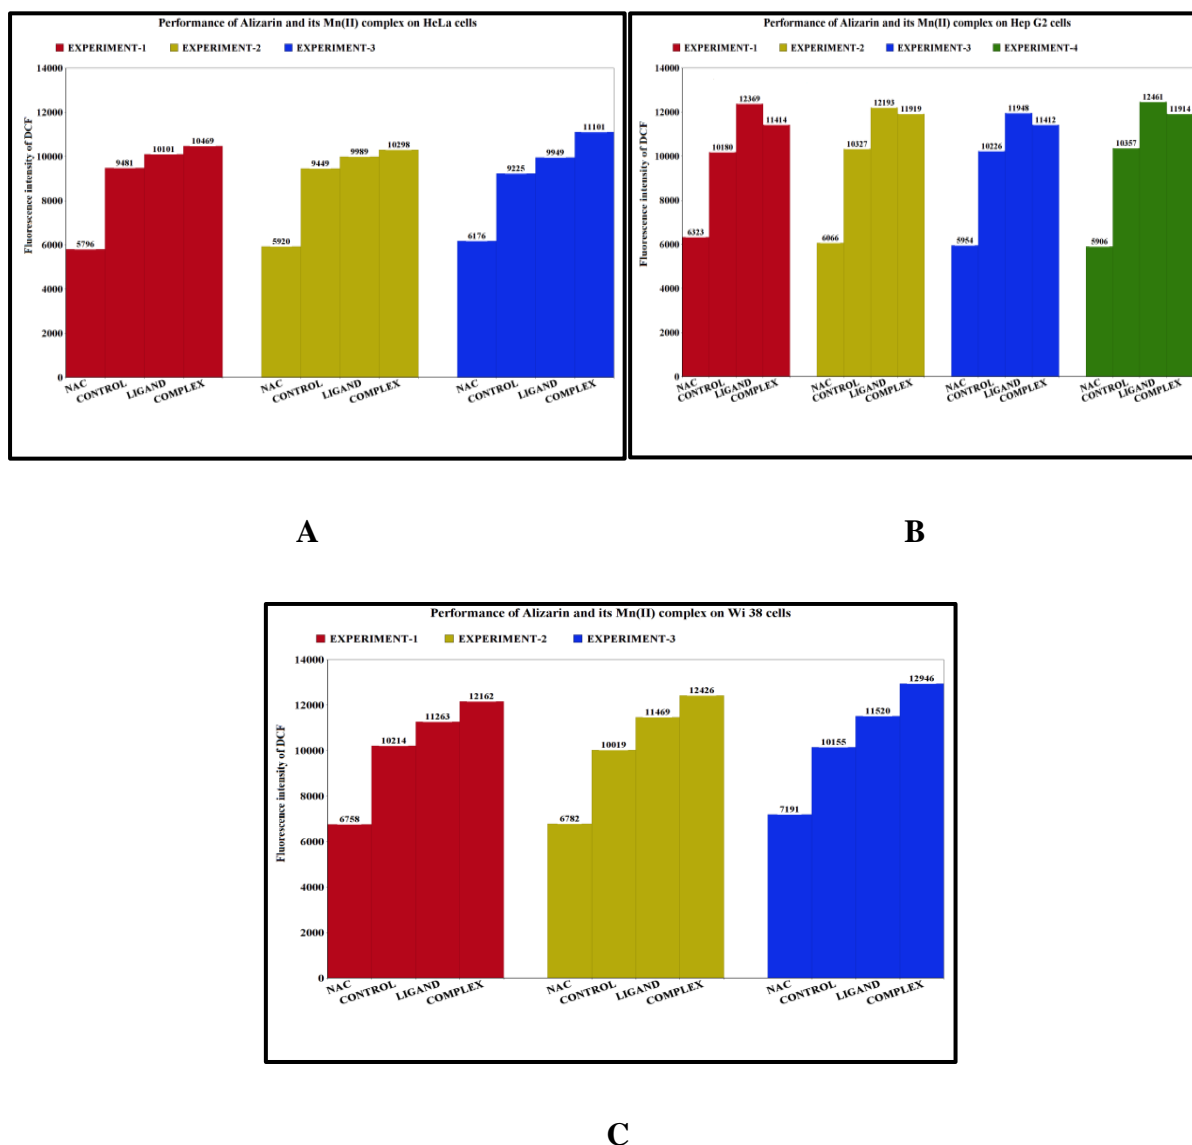 Performance of Alizarin and its Mn(II) complex on HeLa cells
EXPERIMENT-1 EXPERIMENT-2 EXPERIMENT-3
Fluorescence intensity of DCF
14000
12000
10000
8000
6000
4000
2000
0
5796 9481 10101 10469
5920 9449 9989 10298
6176 9225 9949 11101
NAC CONTROL LIGAND COMPLEX
NAC CONTROL LIGAND COMPLEX
NAC CONTROL LIGAND COMPLEX
A
Performance of Alizarin and its Mn(II) complex on Hep G2 cells
EXPERIMENT-1 EXPERIMENT-2 EXPERIMENT-3 EXPERIMENT-4
Fluorescence intensity of DCF
14000
12000
10000
8000
6000
4000
2000
0
6323 10180 12369 11414
6066 10327 12193 11919
5954 10226 11948 11412
5906 10357 12461 11914
NAC CONTROL LIGAND COMPLEX
NAC CONTROL LIGAND COMPLEX
NAC CONTROL LIGAND COMPLEX
NAC CONTROL LIGAND COMPLEX
B
Performance of Alizarin and its Mn(II) complex on Wi 38 cells
EXPERIMENT-1 EXPERIMENT-2 EXPERIMENT-3
Fluorescence intensity of DCF
14000
12000
10000
8000
6000
4000
2000
0
6758 10214 11263 12162
6782 10019 11469 12426
7191 10155 11520 12946
NAC CONTROL LIGAND COMPLEX
NAC CONTROL LIGAND COMPLEX
NAC CONTROL LIGAND COMPLEX
C